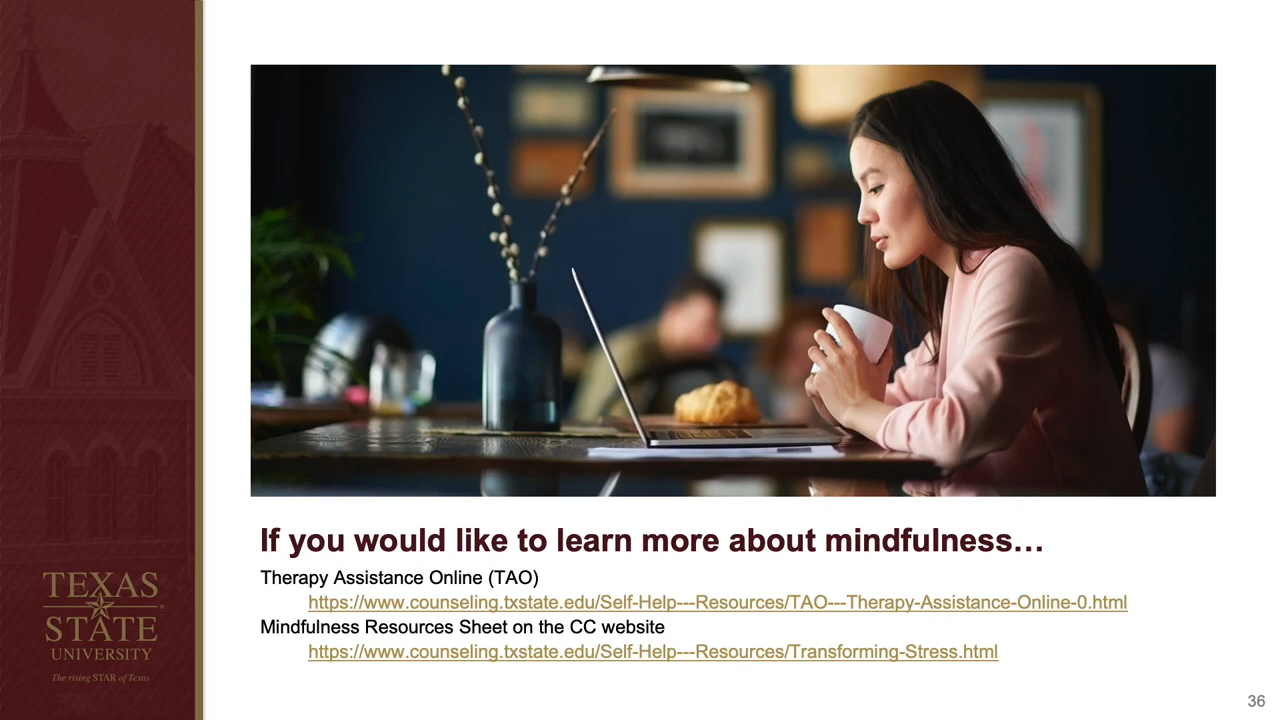 If you would like to learn more about mindfulness…
Therapy Assistance Online (TAO)
https://www.counseling.txstate.edu/Self-Help---Resources/TAO---Therapy-Assistance-Online-0.html
Mindfulness Resources Sheet on the CC website
https://www.counseling.txstate.edu/Self-Help---Resources/Transforming-Stress.html
TEXAS
STATE
UNIVERSITY
The rising STAR of Texas
36